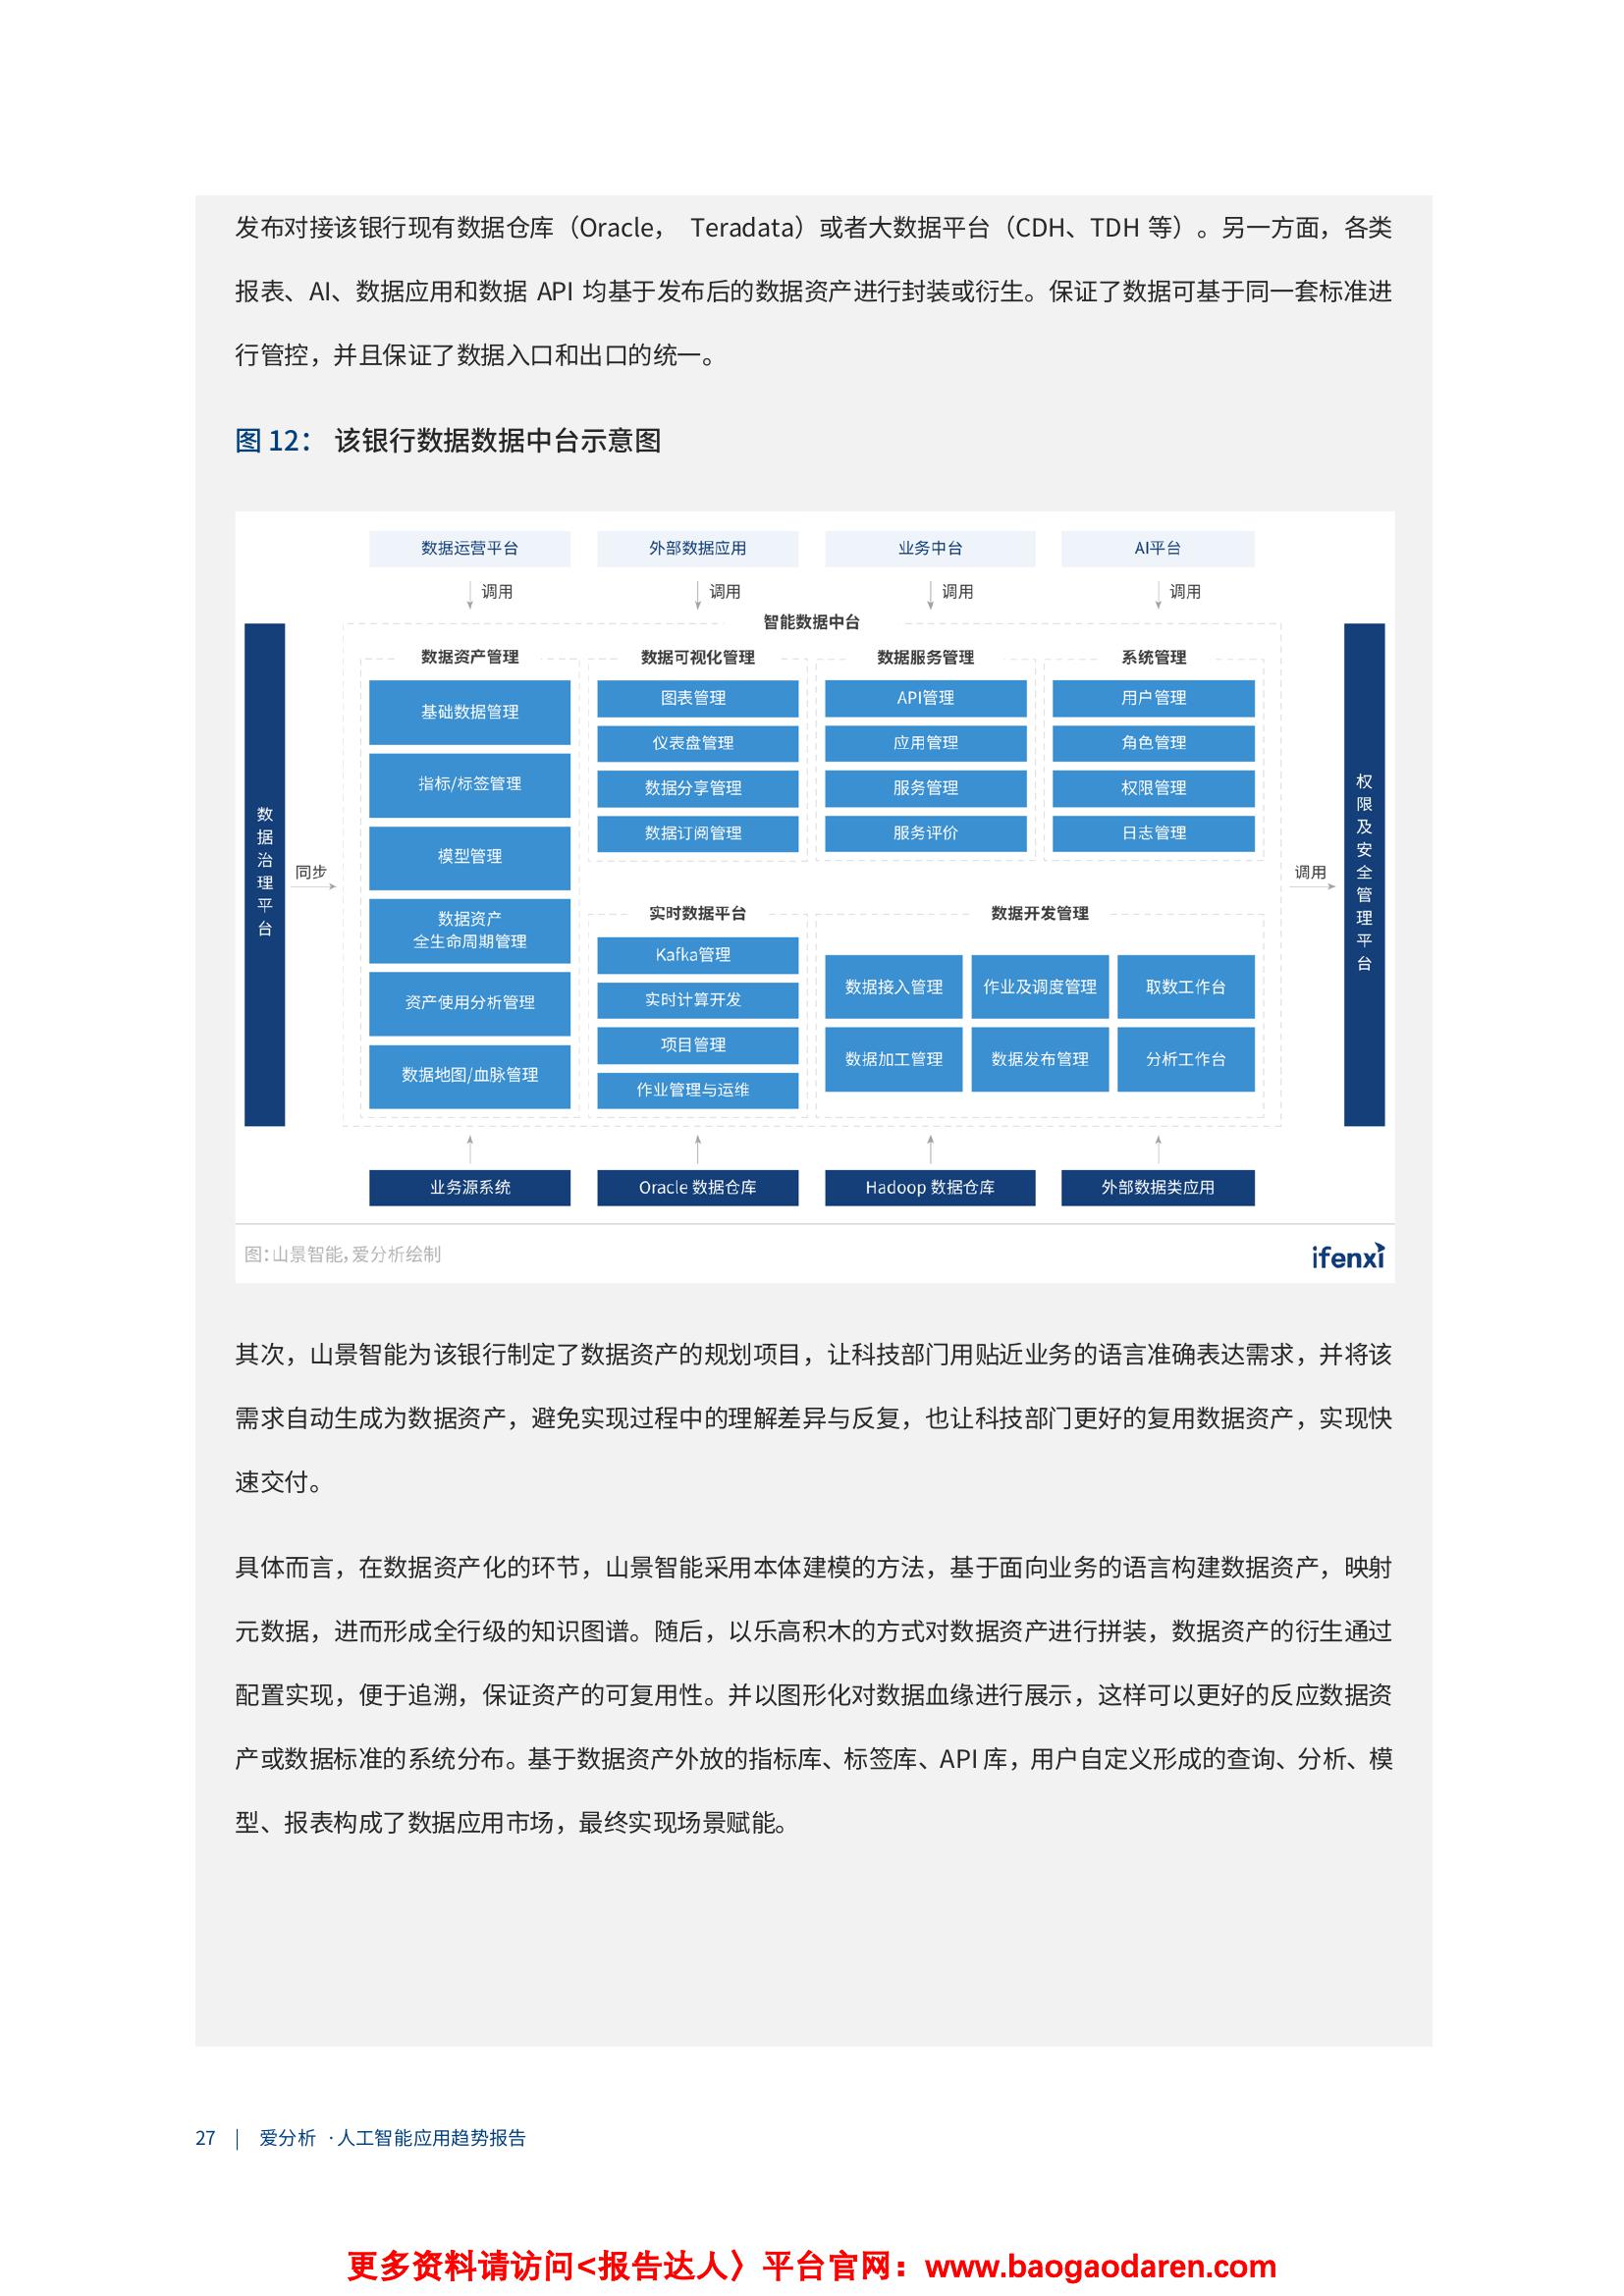 发布对接该银行现有数据仓库（Oracle， Teradata）或者大数据平台（CDH、TDH 等）。另一方面，各类
报表、AI、数据应用和数据 API 均基于发布后的数据资产进行封装或衍生。保证了数据可基于同一套标准进
行管控，并且保证了数据入口和出口的统一。
图 12： 该银行数据数据中台示意图
数据运营平台 外部数据应用 业务中台 AI平台
调用 调用 调用 调用
智能数据中台
数据治理平台
同步
数据资产管理
基础数据管理
指标/标签管理
模型管理
数据资产
全生命周期管理
资产使用分析管理
数据地图/血脉管理
数据可视化管理
图表管理
仪表盘管理
数据分享管理
数据订阅管理
数据服务管理
API管理
应用管理
服务管理
服务评价
系统管理
用户管理
角色管理
权限管理
日志管理
实时数据平台
Kafka管理
实时计算开发
项目管理
作业管理与运维
数据开发管理
数据接入管理 作业及调度管理 取数工作台
数据加工管理 数据发布管理 分析工作台
调用
权限及安全管理平台
业务源系统 Oracle 数据仓库 Hadoop 数据仓库 外部数据类应用
图：山景智能，爱分析绘制
ifenxi
其次，山景智能为该银行制定了数据资产的规划项目，让科技部门用贴近业务的语言准确表达需求，并将该
需求自动生成为数据资产，避免实现过程中的理解差异与反复，也让科技部门更好的复用数据资产，实现快
速交付。
具体而言，在数据资产化的环节，山景智能采用本体建模的方法，基于面向业务的语言构建数据资产，映射
元数据，进而形成全行级的知识图谱。随后，以乐高积木的方式对数据资产进行拼装，数据资产的衍生通过
配置实现，便于追溯，保证资产的可复用性。并以图形化对数据血缘进行展示，这样可以更好的反应数据资
产或数据标准的系统分布。基于数据资产外放的指标库、标签库、API 库，用户自定义形成的查询、分析、模
型、报表构成了数据应用市场，最终实现场景赋能。
27 | 爱分析 ·人工智能应用趋势报告
更多资料请访问<报告达人〉平台官网：www.baogaodaren.com